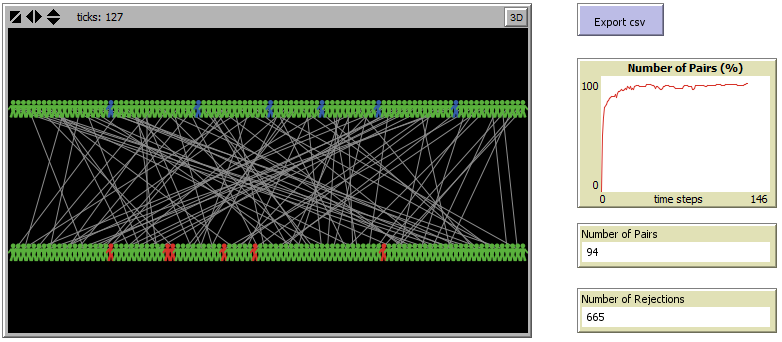 ticks: 127
3D
Export csv
Number of Pairs (%)
100
0
0 time steps 146
Number of Pairs
94
Number of Rejections
665